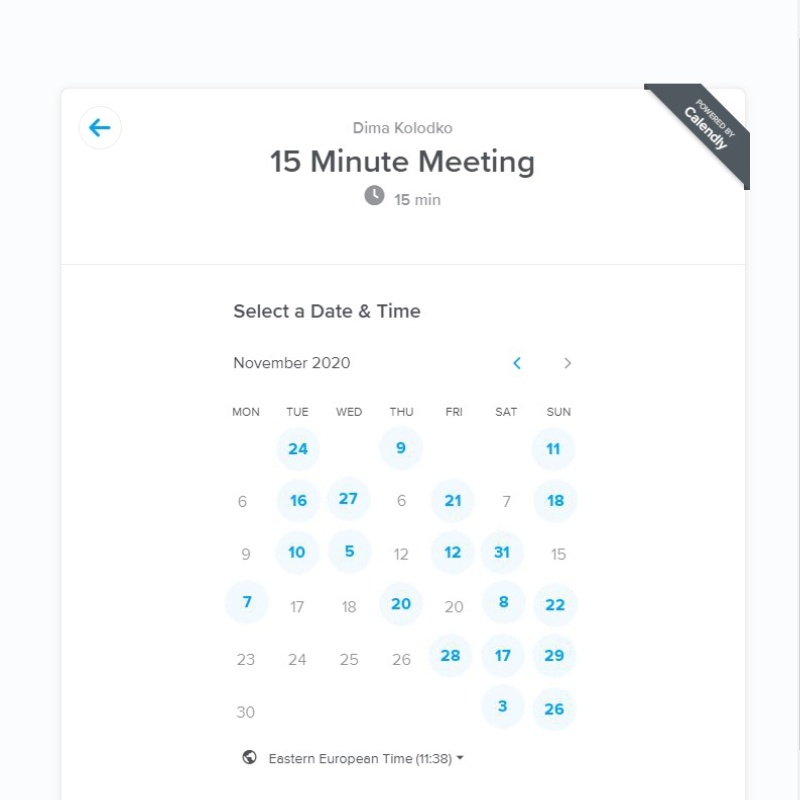 POWERED BY
Calendly
Dima Kolodko
15 Minute Meeting
15 min
Select a Date & Time
November 2020
MON TUE WED THU FRI SAT SUN
24 9 11
6 16 27 6 21 7 18
9 10 5 12 12 31 15
7 17 18 20 20 8 22
23 24 25 26 28 17 29
30 3 26
Eastern European Time (11:38)